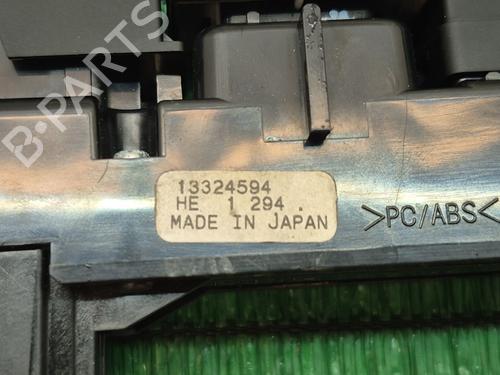 B-PARTS
13324594
HE 1 294 .
MADE IN JAPAN
>PC/ABS<